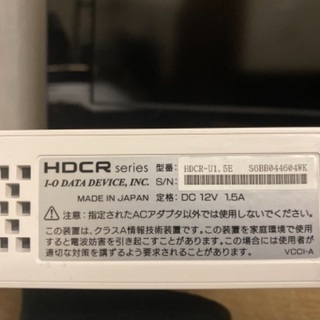 HDCR series 型番: HDCR-U1.5E S6BB044604WK
I-O DATA DEVICE, INC. S/N:
MADE IN JAPAN 定格: DC 12V 1.5A
⚠注意:指定されたACアダプタ以外では使用しないでください。
この装置は、クラスA情報技術装置です。この装置を家庭環境で使用
すると電波妨害を引き起こすことがあります。この場合には使用者が
適切な対策を講ずるよう要求されることがあります。 VCCI-A